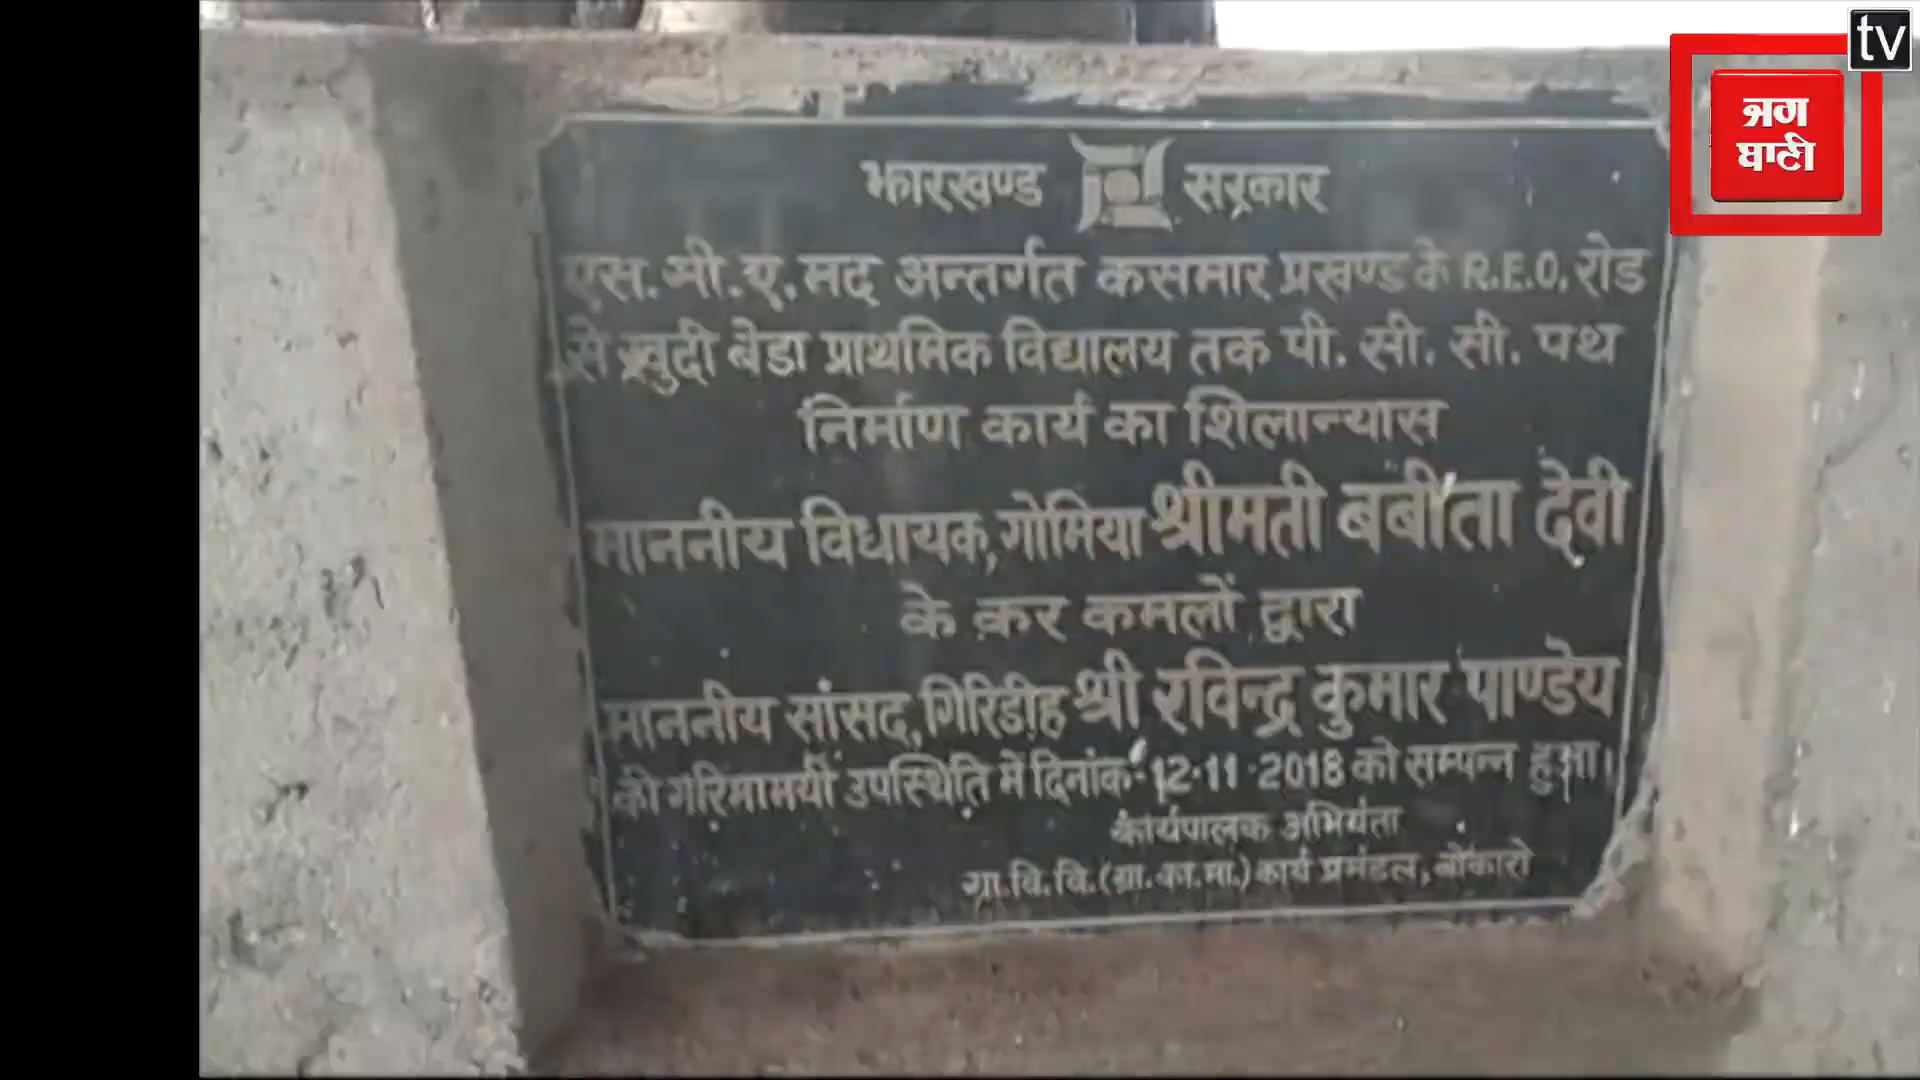 झारखण्ड सरकार
एस.सी.ए.मद अन्तर्गत कसमार प्रखण्ड के R.E.O. रोड
से खुदी बेडा प्राथमिक विद्यालय तक पी. सी. सी. पथ
निर्माण कार्य का शिलान्यास
माननीय विधायक,गोमिया श्रीमती बबीता देवी
के कर कमलों द्वारा
माननीय सांसद,गिरिडीह श्री रविन्द्र कुमार पाण्डेय
की गरिमामयी उपस्थिति में दिनांक-12-11-2018 को सम्पन्न हुआ।
कार्यपालक अभियंता
ग्रा.वि.वि.(ग्रा.का.मा.) कार्य प्रमंडल, बोकारो
tv
ਜਗ
ਬਾਣੀ